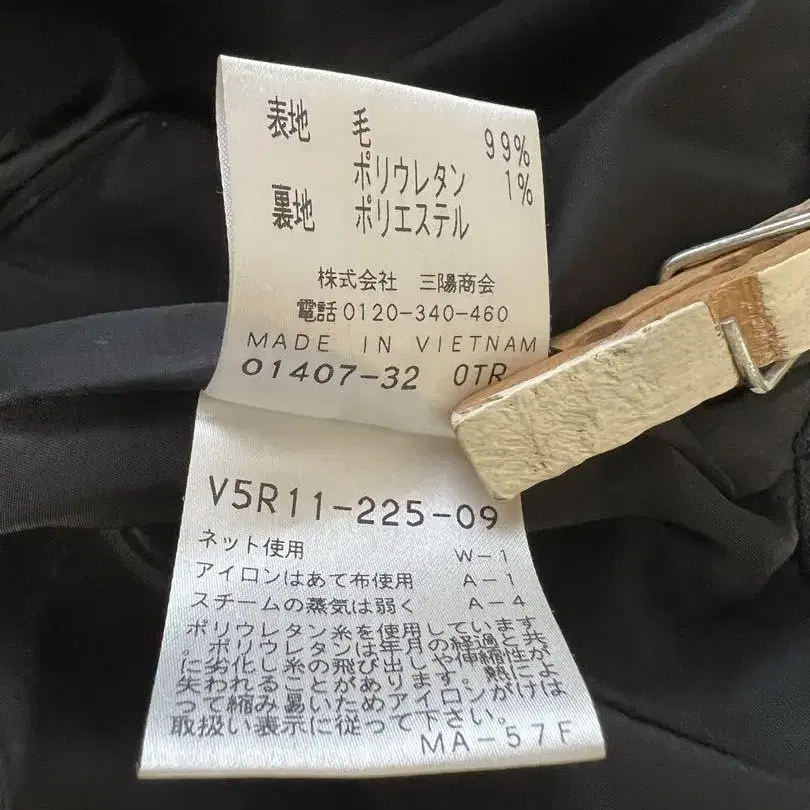 表地 毛 99%
ポリウレタン 1%
裏地 ポリエステル
株式会社 三陽商会
電話0120-340-460
MADE IN VIETNAM
01407-32 OTR
V5R11-225-09
ネット使用 W-1
アイロンはあて布使用 A-1
スチームの蒸気は弱く A-4
ポリウレタン糸を使用しています
。ポリウレタンは年月の経過と共
に劣化し糸の飛び出しや伸縮性が
失われることがあります。熱によ
って縮み易いためアイロンがけは
取扱い表示に従って下さい。
MA-57F